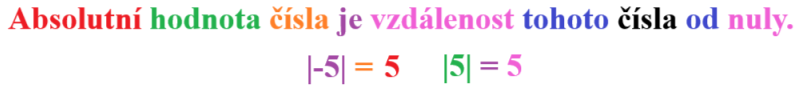 Absolutní hodnota čísla je vzdálenost tohoto čísla od nuly.
|-5| = 5 |5| = 5